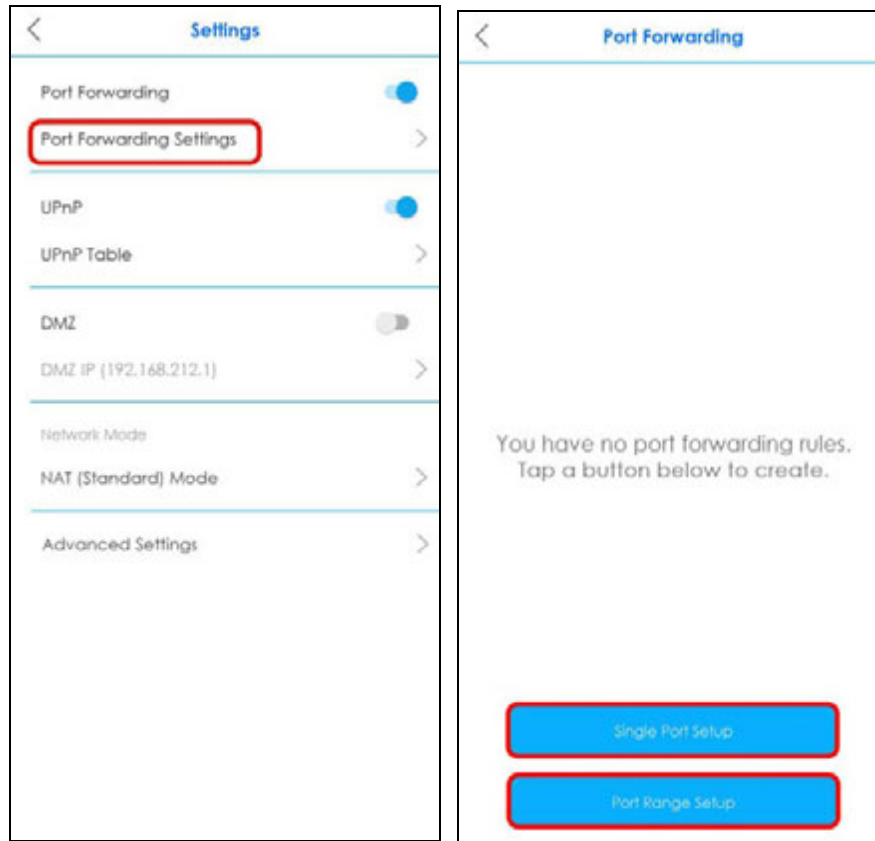 Settings
Port Forwarding
Port Forwarding Settings
UPnP
UPnP Table
DMZ
DMZ IP (192.168.212.1)
Network Mode
NAT (Standard) Mode
Advanced Settings
Port Forwarding
You have no port forwarding rules.
Tap a button below to create.
Single Port Setup
Port Range Setup